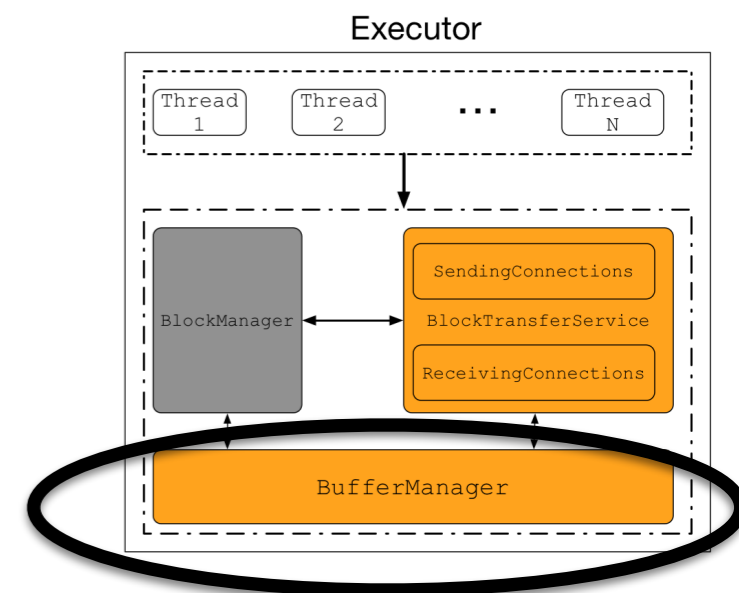 Executor
Thread
1
Thread
2
...
Thread
N
SendingConnections
BlockManager
BlockTransferService
ReceivingConnections
BufferManager